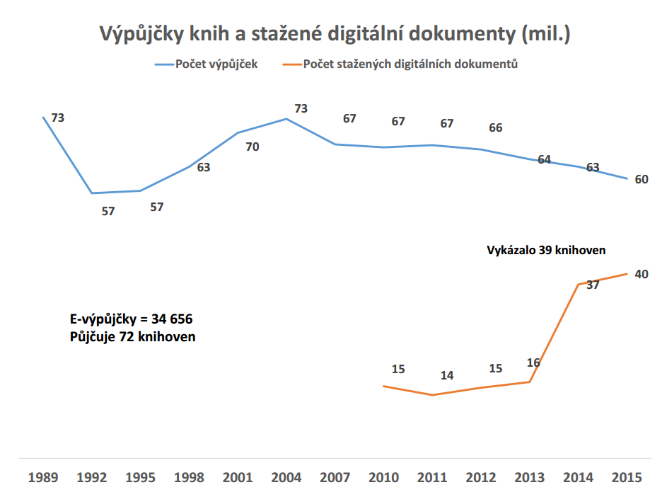 Výpůjčky knih a stažené digitální dokumenty (mil.)
Počet výpůjček Počet stažených digitálních dokumentů
73 57 57 63 70 73 67 67 67 66 64 63 60
Vykázalo 39 knihoven
15 14 15 16 37 40
E-výpůjčky = 34 656
Půjčuje 72 knihoven
1989 1992 1995 1998 2001 2004 2007 2010 2011 2012 2013 2014 2015